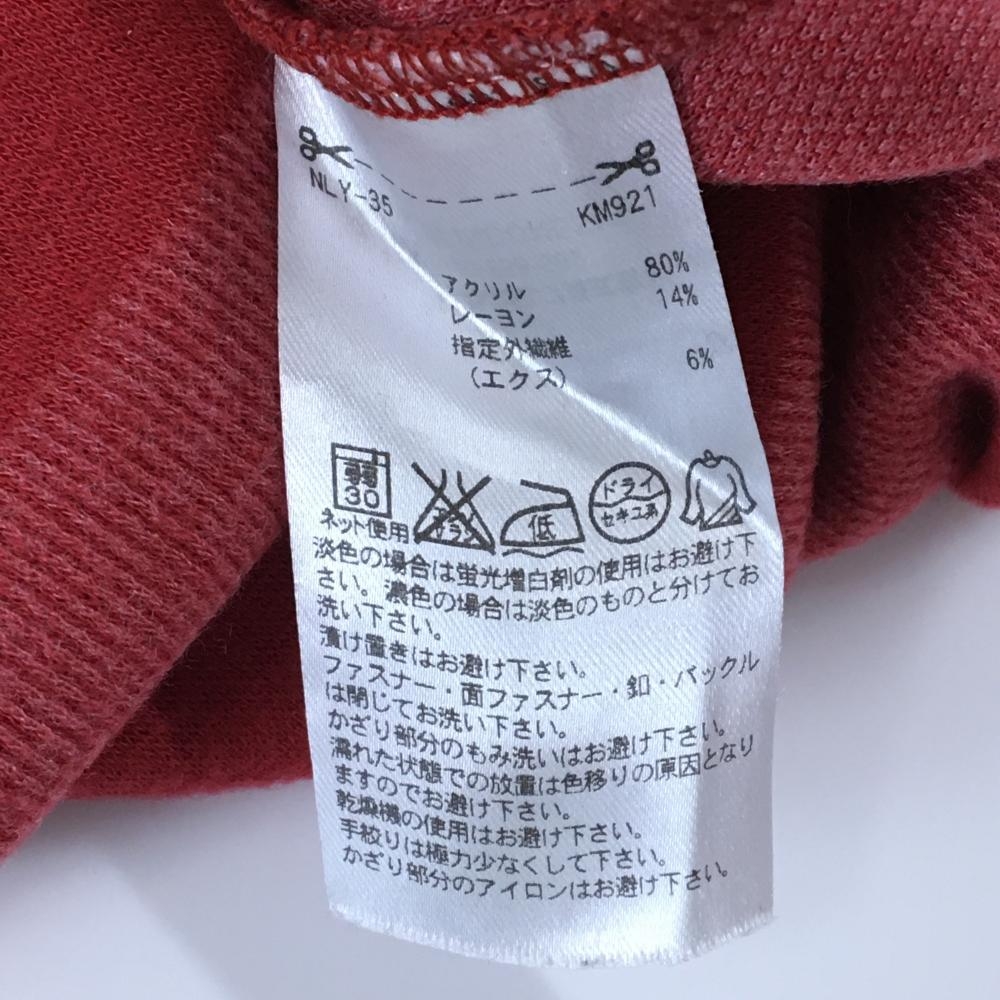 NLY-35 KM921
アクリル 80%
レーヨン 14%
指定外繊維 6%
(エクス)
弱
30
ネット使用
エンソ
サラシ
低
ドライ
セキユ系
淡色の場合は蛍光増白剤の使用はお避け下
さい。濃色の場合は淡色のものと分けてお
洗い下さい。
漬け置きはお避け下さい。
ファスナー・面ファスナー・釦・バックル
は閉じてお洗い下さい。
かざり部分のもみ洗いはお避け下さい。
濡れた状態での放置は色移りの原因となり
ますのでお避け下さい。
乾燥機の使用はお避け下さい。
手絞りは極力少なくして下さい。
かざり部分のアイロンはお避け下さい。